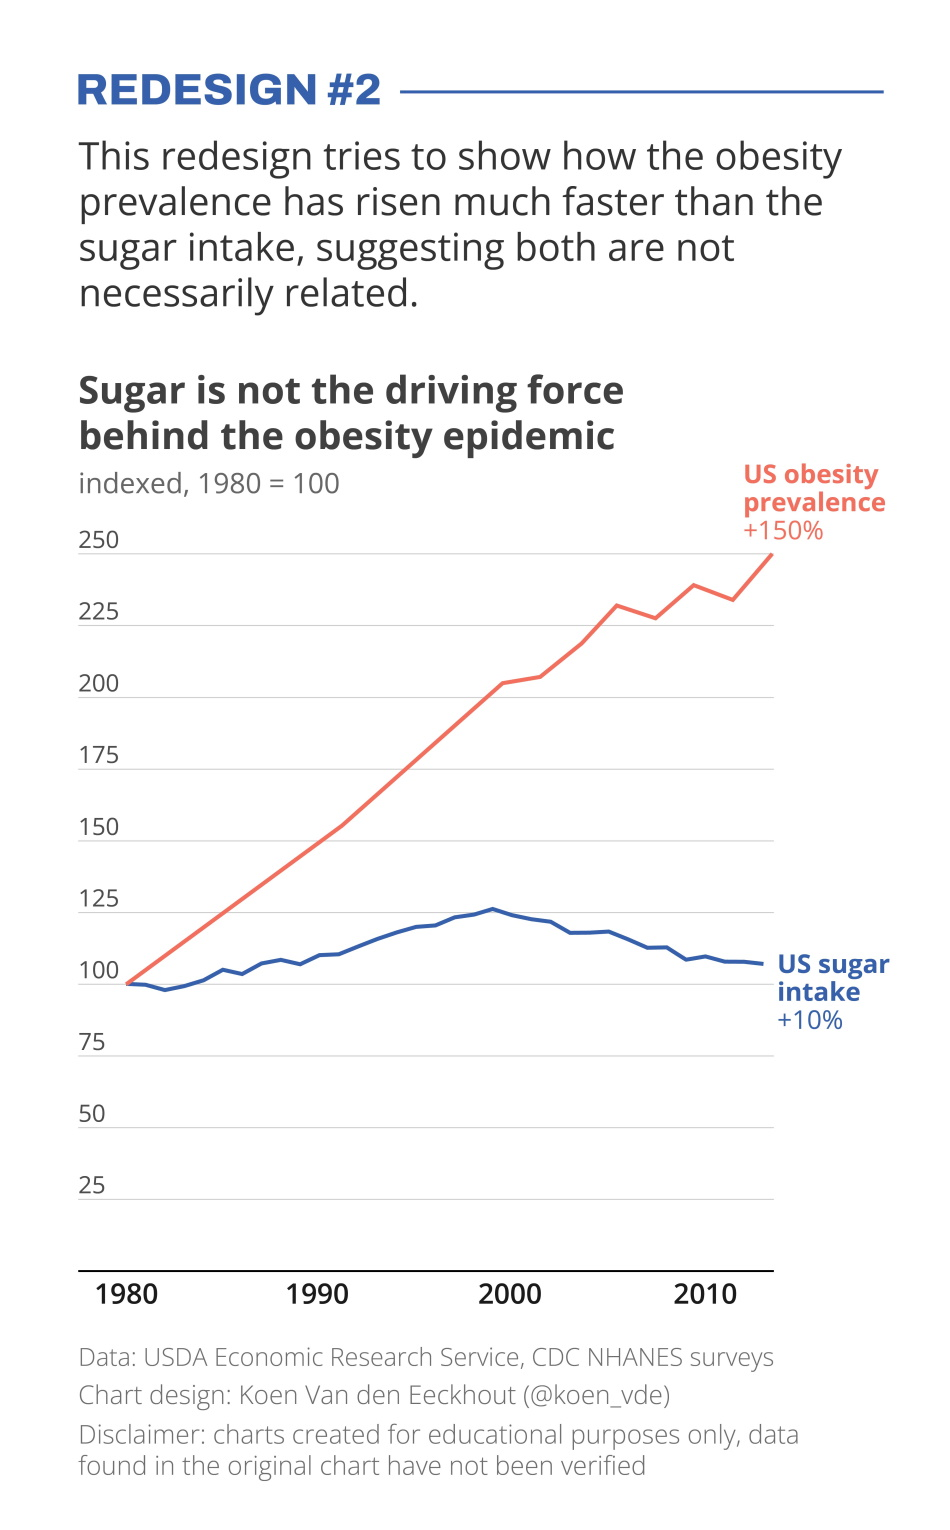 REDESIGN #2
This redesign tries to show how the obesity
prevalence has risen much faster than the
sugar intake, suggesting both are not
necessarily related.
Sugar is not the driving force
behind the obesity epidemic
indexed, 1980 = 100
US obesity
prevalence
+150%
250
225
200
175
150
125
100
US sugar
intake
+10%
75
50
25
1980 1990 2000 2010
Data: USDA Economic Research Service, CDC NHANES surveys
Chart design: Koen Van den Eeckhout (@koen_vde)
Disclaimer: charts created for educational purposes only, data
found in the original chart have not been verified